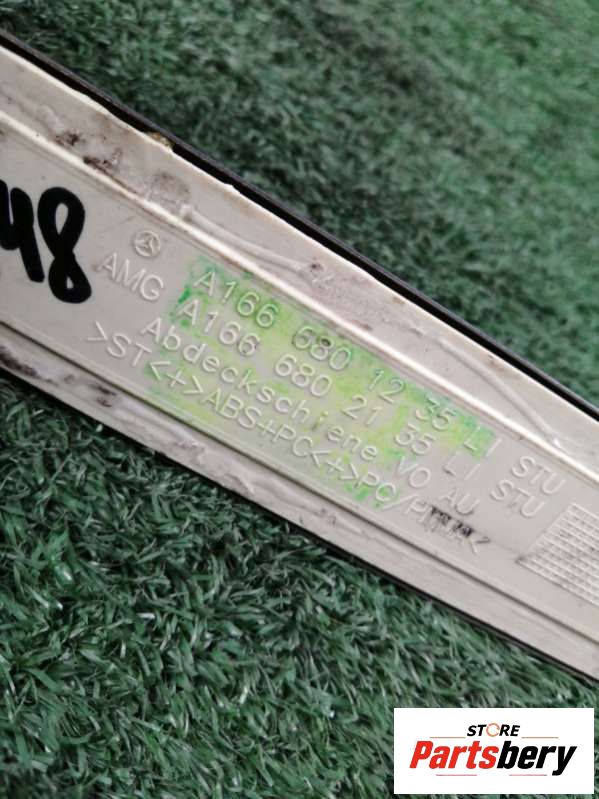 48
A166 680 12 35 LI STU
AMG A166 680 21 35 LI STU
Abdeckschiene VO AU
>ST<+>ABS+PC<+>PC/PMMA<
STORE
Partsbery